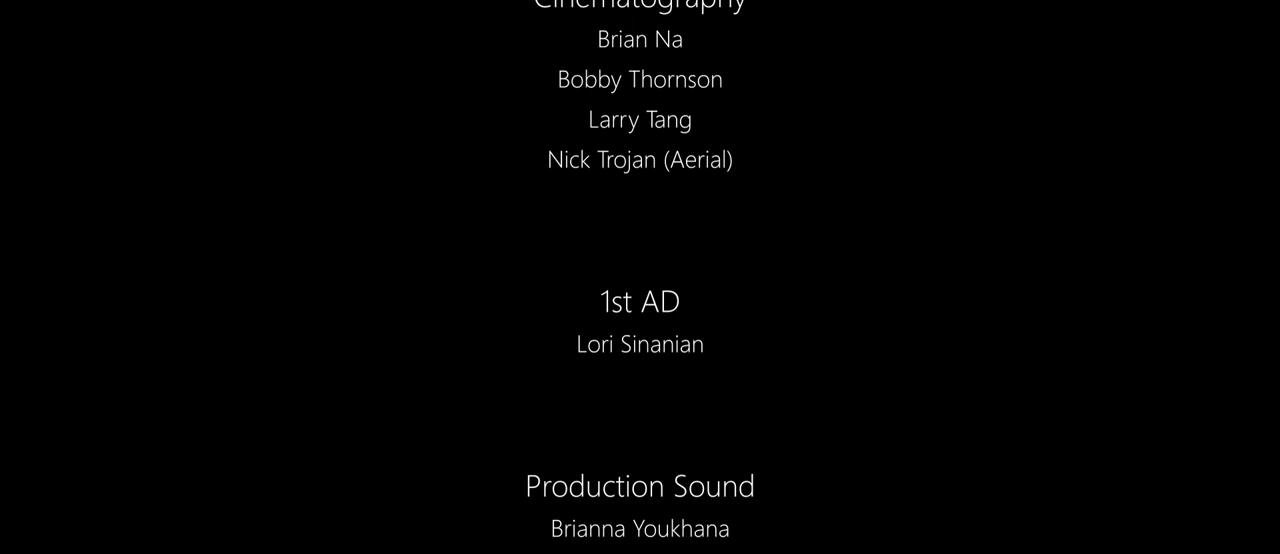 Cinematography
Brian Na
Bobby Thornson
Larry Tang
Nick Trojan (Aerial)
1st AD
Lori Sinanian
Production Sound
Brianna Youkhana